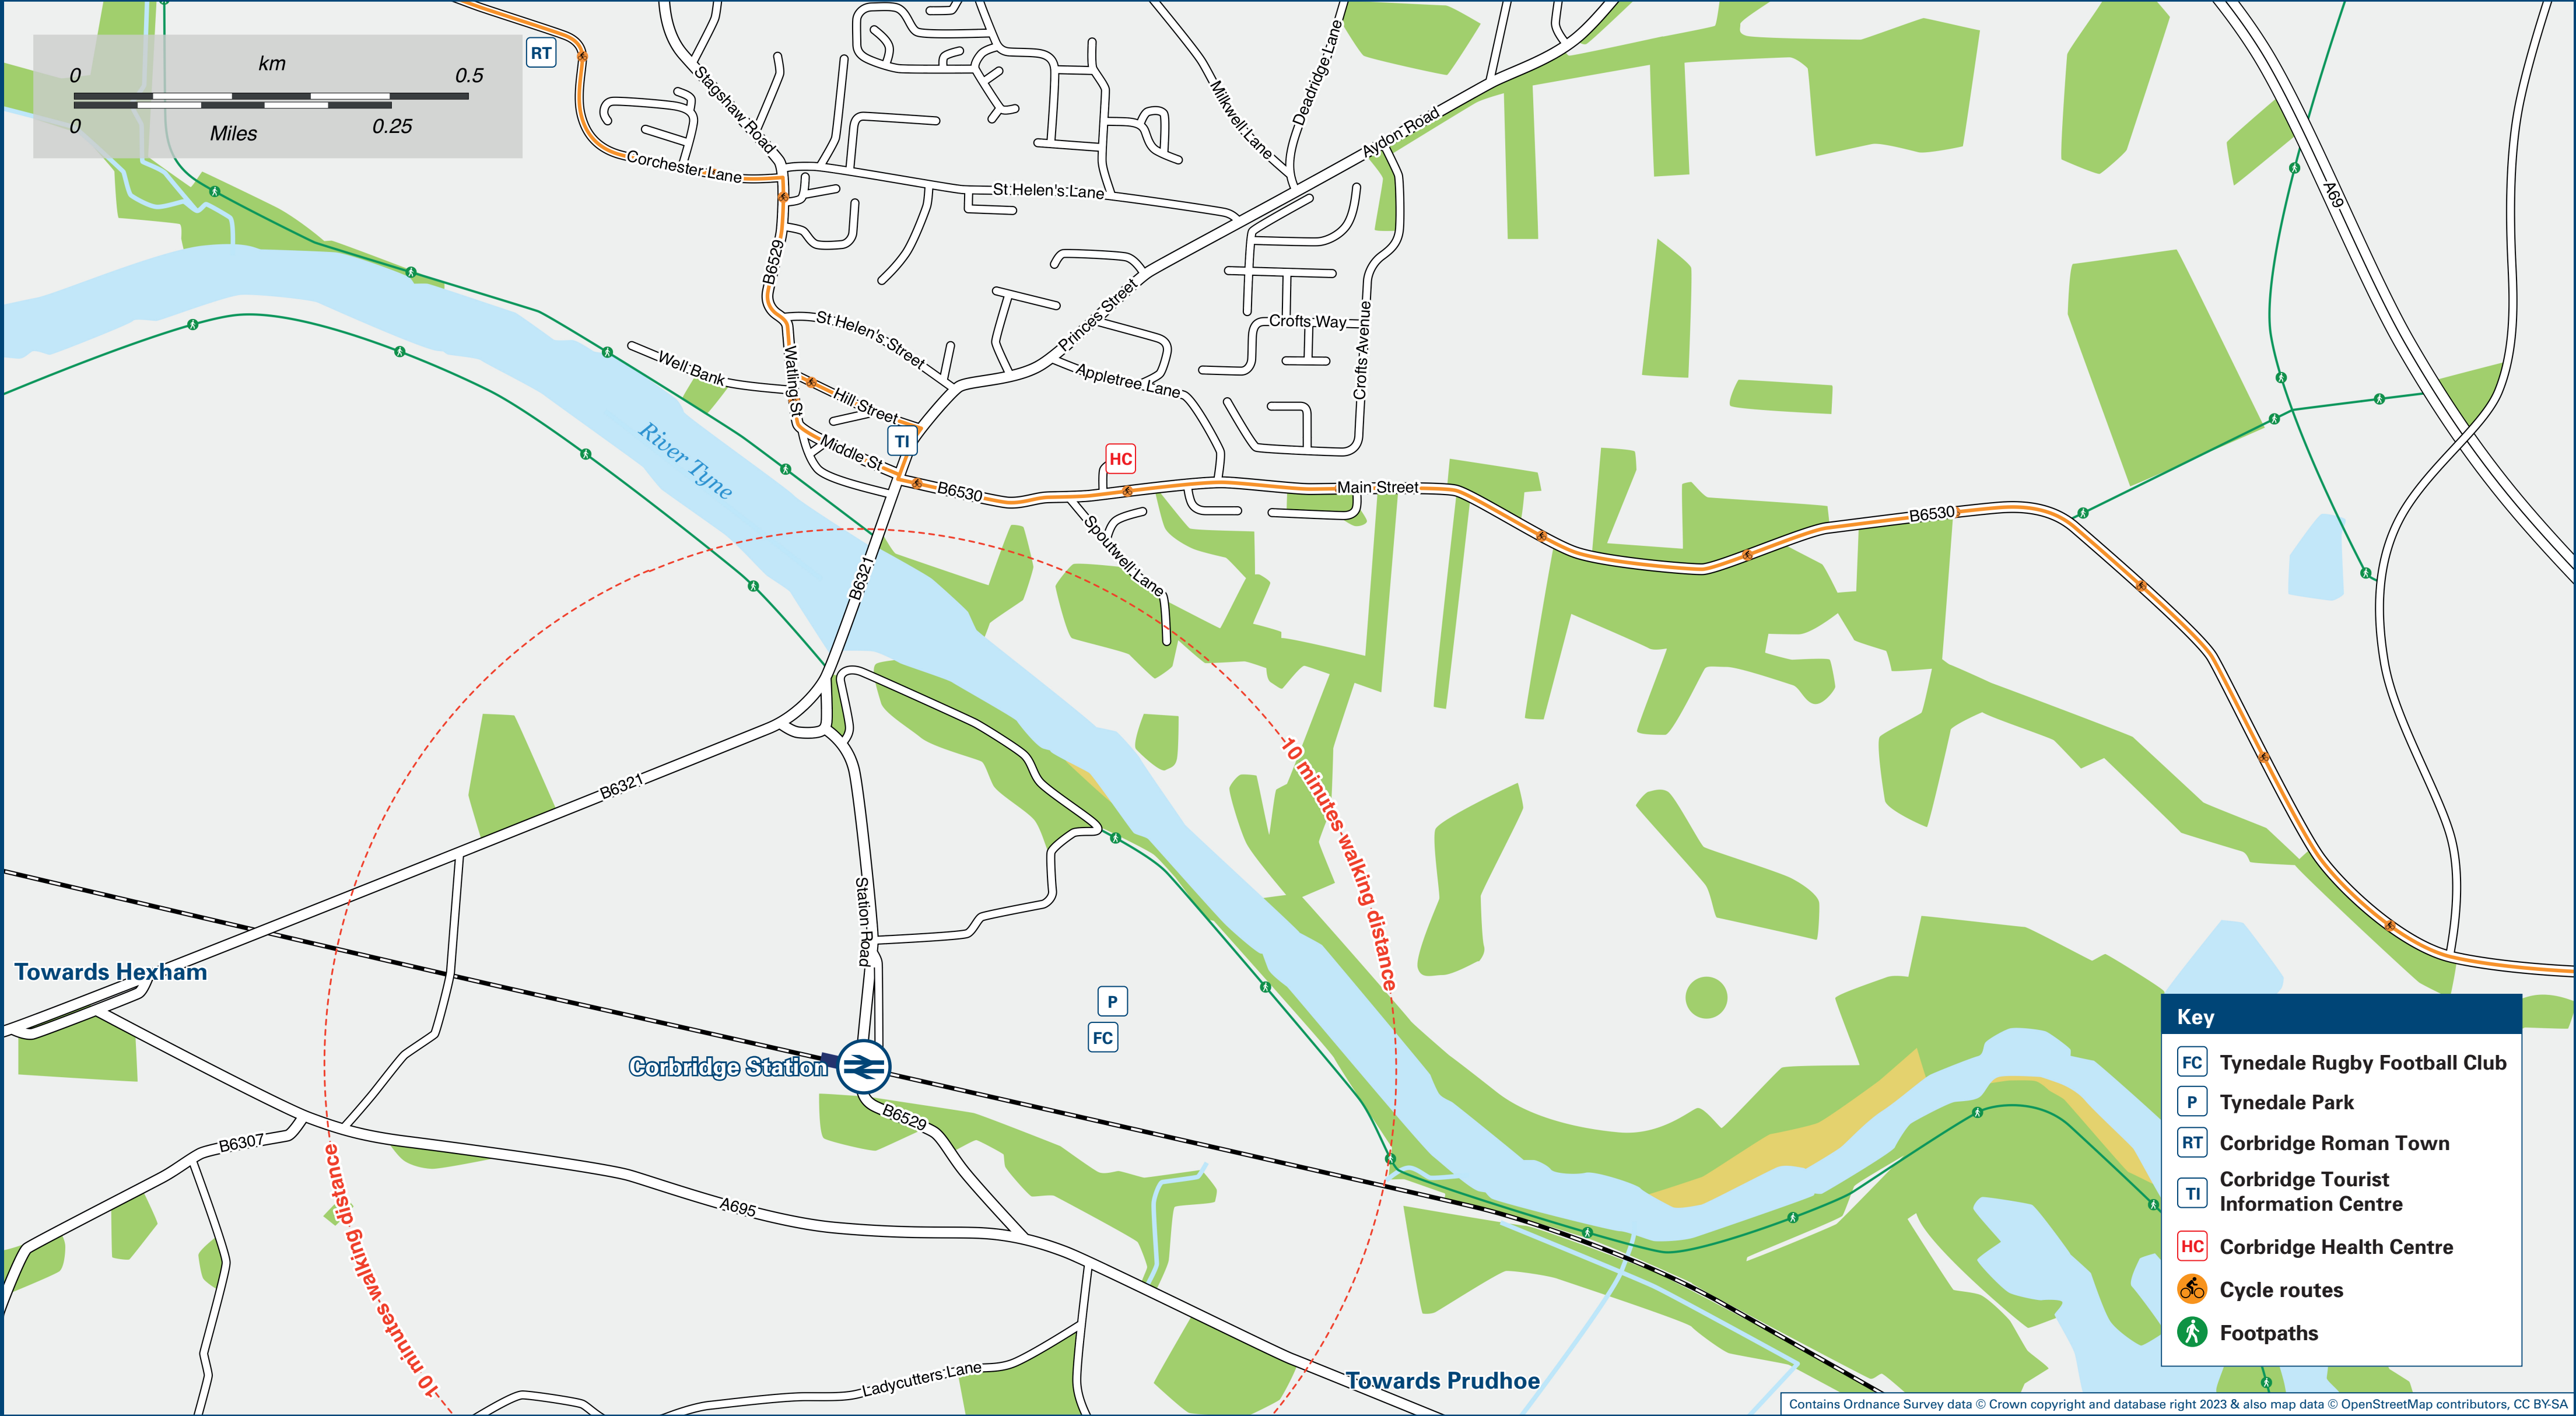 km
0
0.5
0
0.25
Miles
RT
Stagshaw Road
Corchester Lane
St Helen's Lane
Milkwell Lane
Deadridge Lane
Aydon Road
A69
B6529
St Helen's Street
Princes Street
Crofts Way
Crofts Avenue
Well Bank
Watling St
Hill Street
Appletree Lane
TI
Middle St
HC
River Tyne
B6530
Main Street
B6530
Spoutwell Lane
B6321
10 minutes walking distance
B6321
Station Road
Towards Hexham
P
FC
Corbridge Station
B6529
B6307
A695
10 minutes walking distance
Ladycutters Lane
Towards Prudhoe
Key
FC Tynedale Rugby Football Club
P Tynedale Park
RT Corbridge Roman Town
TI Corbridge Tourist
Information Centre
HC Corbridge Health Centre
Cycle routes
Footpaths
Contains Ordnance Survey data © Crown copyright and database right 2023 & also map data © OpenStreetMap contributors, CC BY-SA